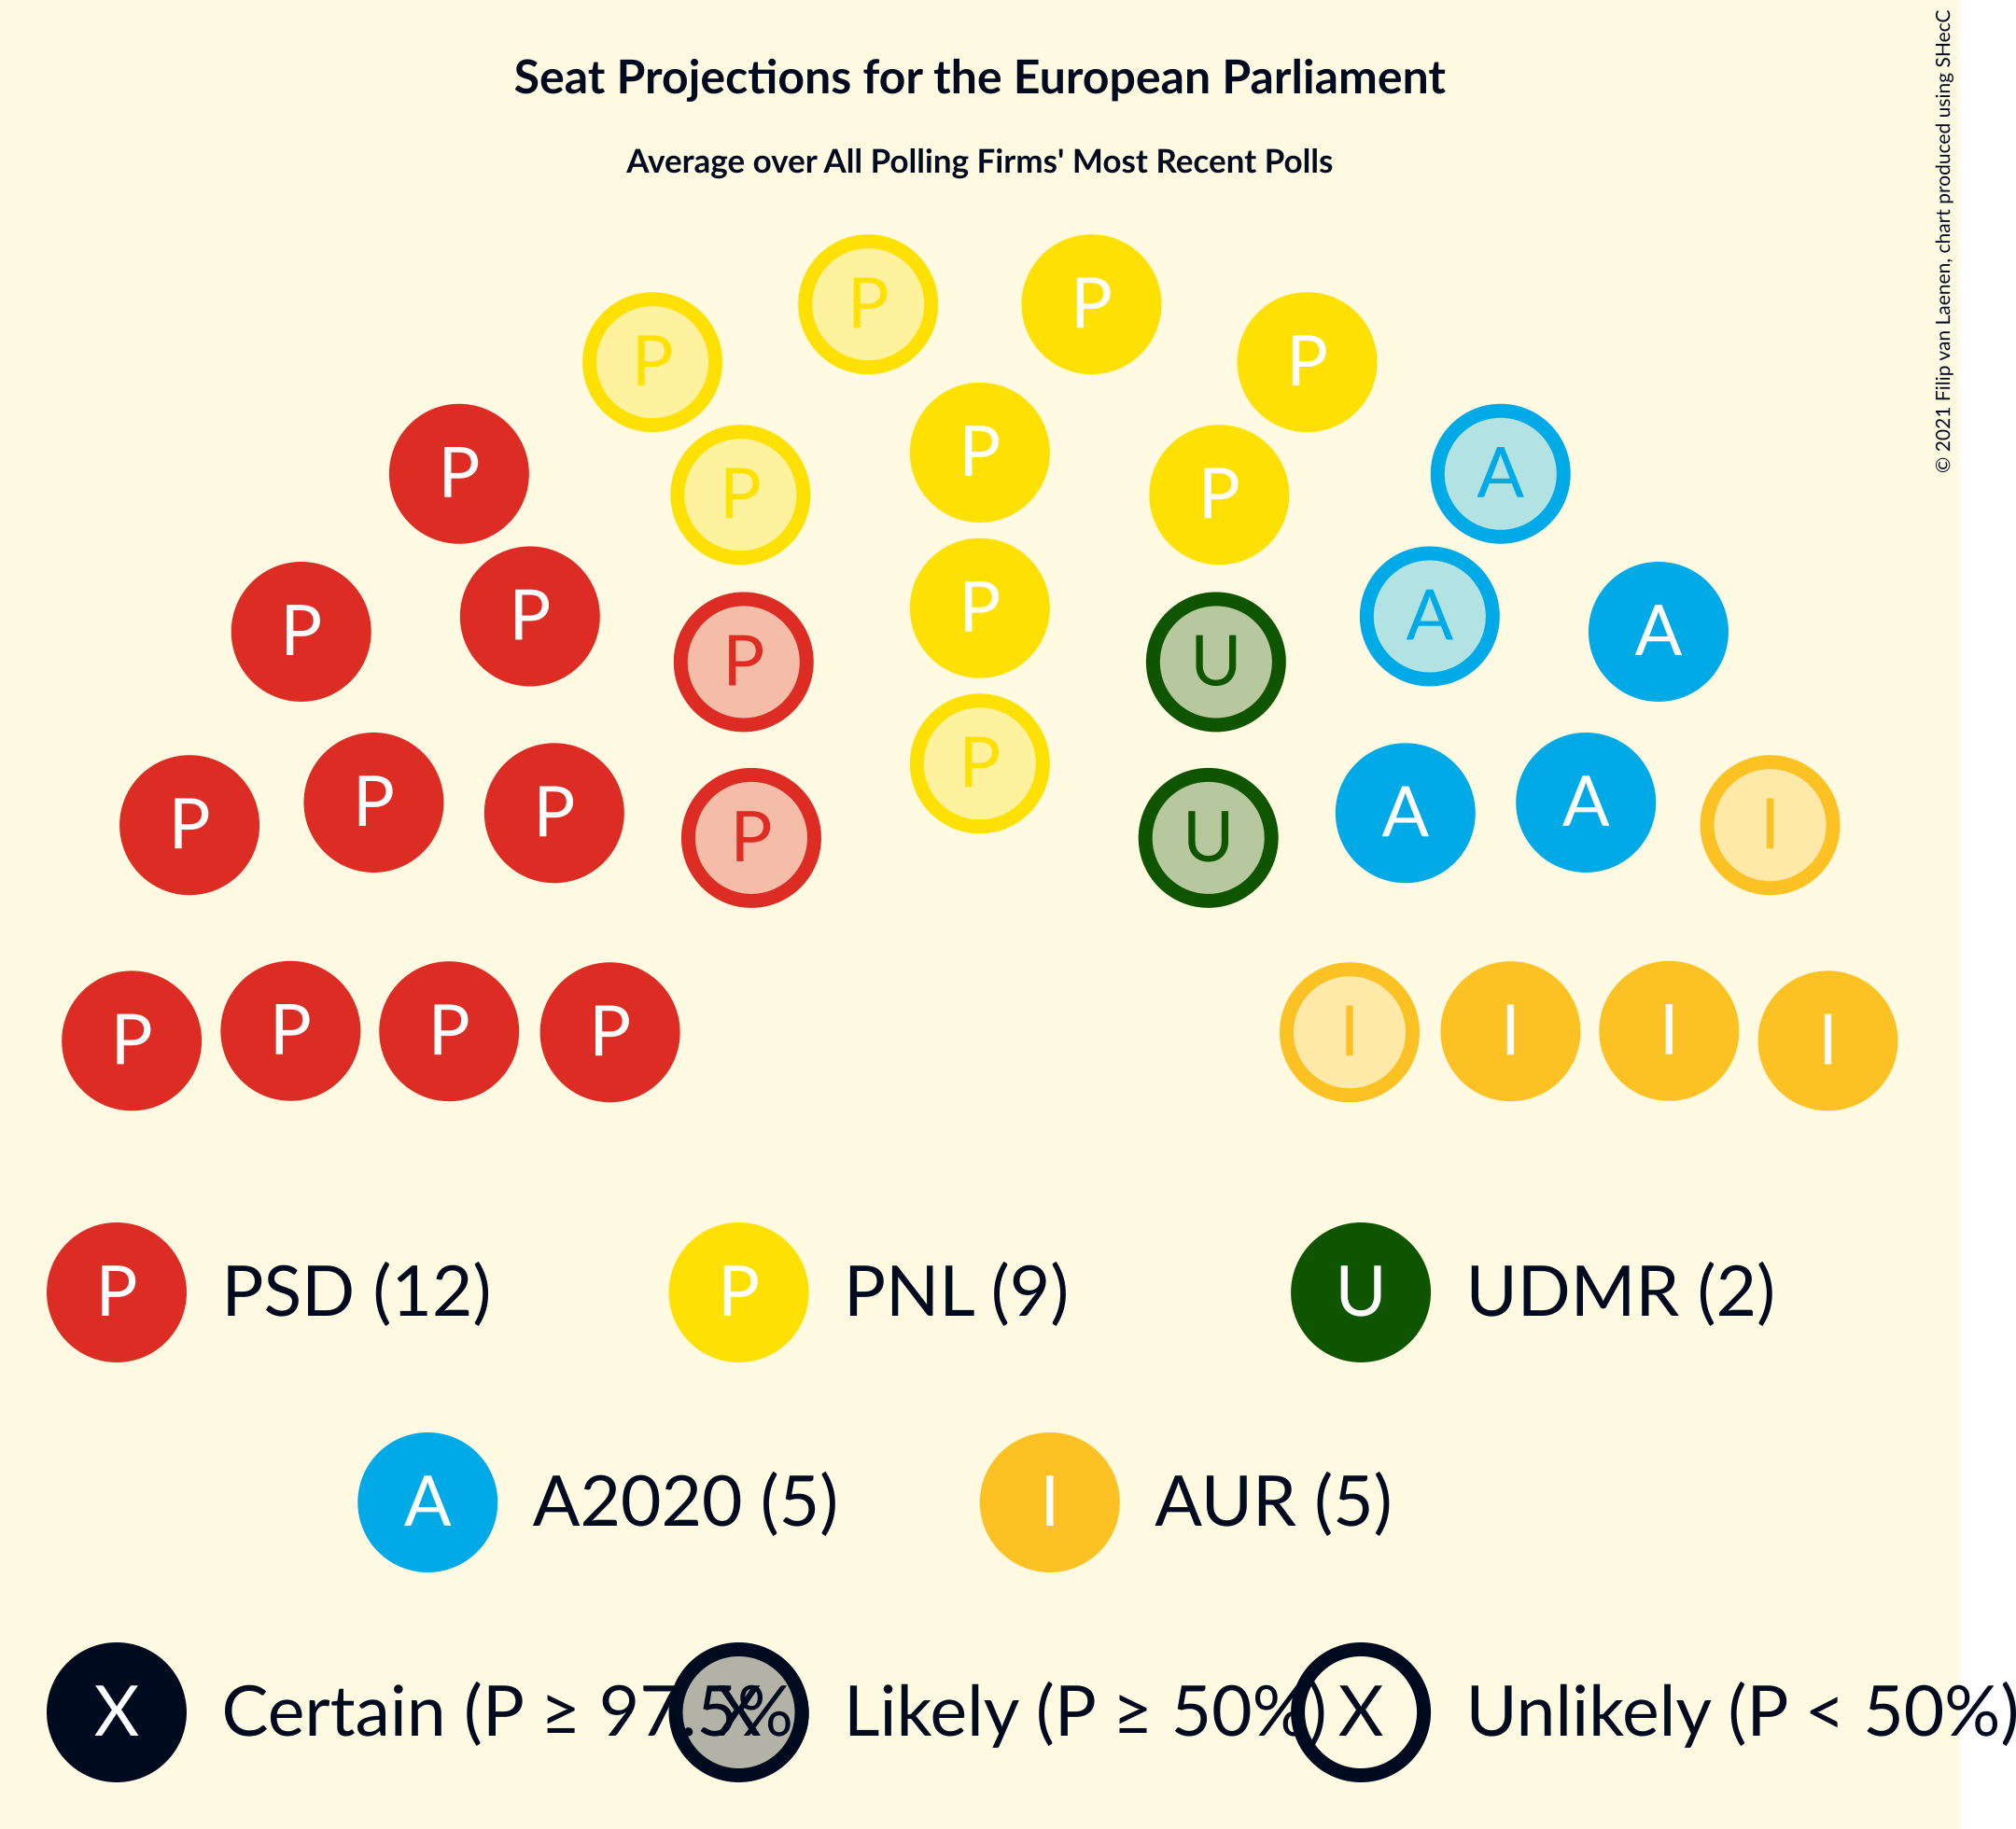 Seat Projections for the European Parliament
Average over All Polling Firms' Most Recent Polls
© 2021 Filip van Laenen, chart produced using SHecC
P P
P P
P P A
P P P
P A
P P U A
P P
P P P A A I
P U
P P P P I I I I
P PSD (12) P PNL (9) U UDMR (2)
A A2020 (5) I AUR (5)
X Certain (P ≥ 97.5% X Likely (P ≥ 50%) X Unlikely (P < 50%)